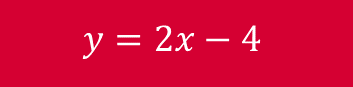 y = 2x − 4